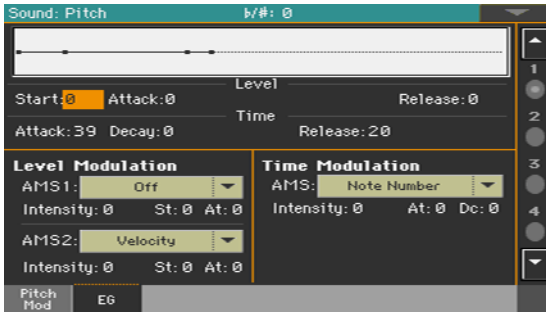 Sound: Pitch b/#: 0
Level
Start:0 Attack:0 Release:0
Time
Attack:39 Decay:0 Release:20
Level Modulation Time Modulation
AMS1: Off AMS: Note Number
Intensity:0 St:0 At:0 Intensity:0 At:0 Dc:0
AMS2: Velocity
Intensity:0 St:0 At:0
1
2
3
4
Pitch
Mod EG